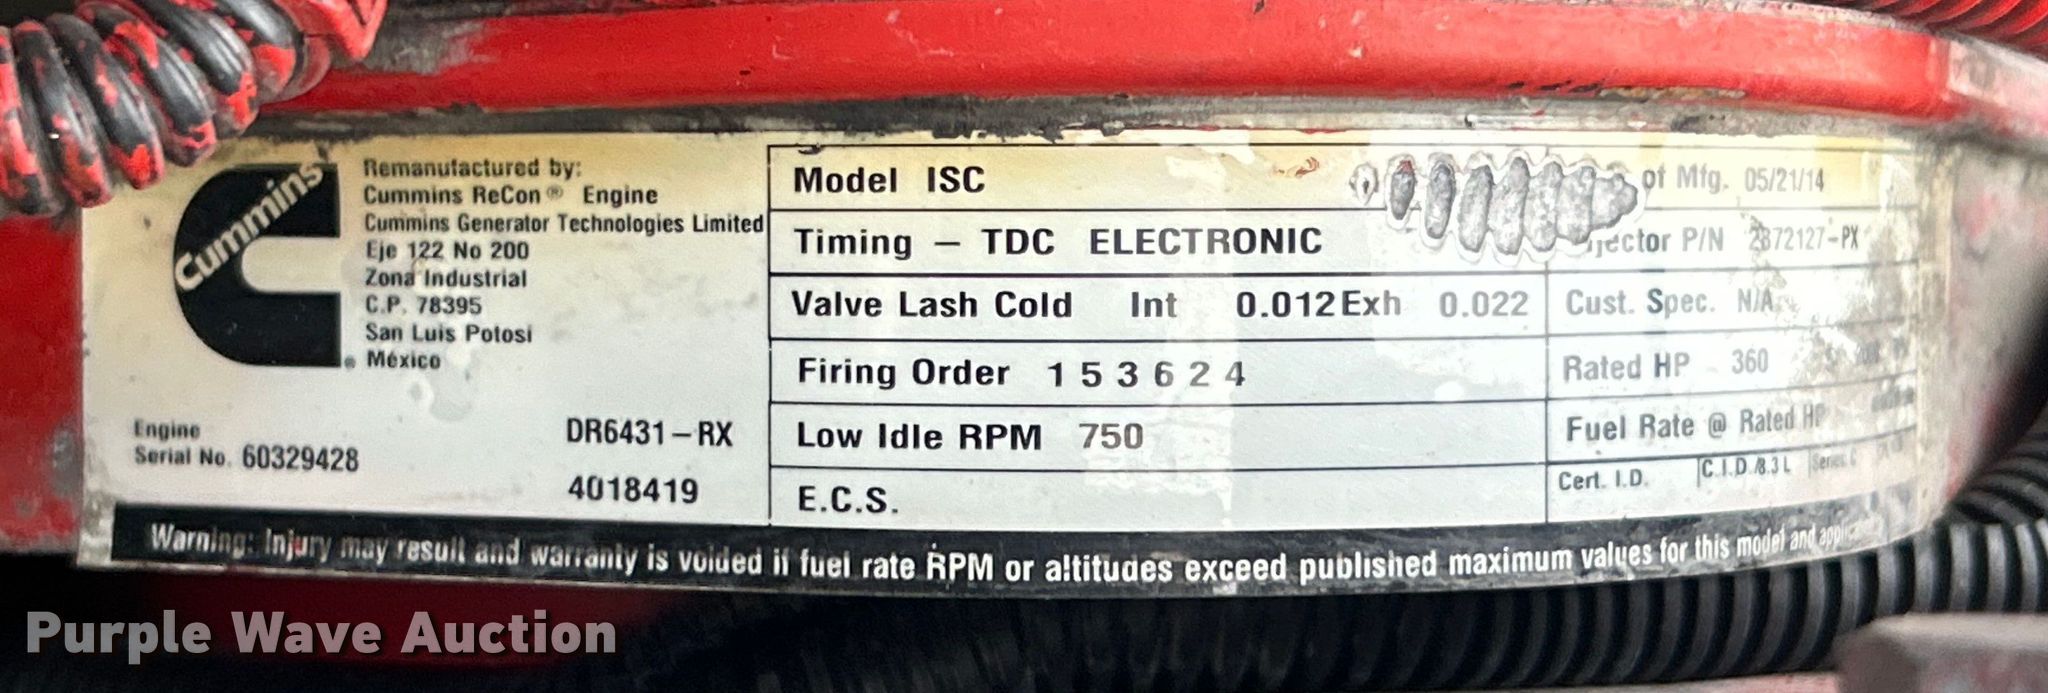 Cummins
Remanufactured by:
Cummins ReCon® Engine
Cummins Generator Technologies Limited
Eje 122 No 200
Zona Industrial
C.P. 78395
San Luis Potosi
México
Engine
Serial No. 60329428
DR6431-RX
4018419
Model ISC
of Mfg. 05/21/14
Timing – TDC ELECTRONIC
P/N 2872127-PX
Valve Lash Cold Int 0.012 Exh 0.022
Cust. Spec. N/A
Firing Order 1 5 3 6 2 4
Rated HP 360
Low Idle RPM 750
Fuel Rate @ Rated HP
E.C.S.
Cert. I.D. C.I.D./8.3L Series C
Warning: Injury may result and warranty is voided if fuel rate RPM or altitudes exceed published maximum values for this model and
Purple Wave Auction